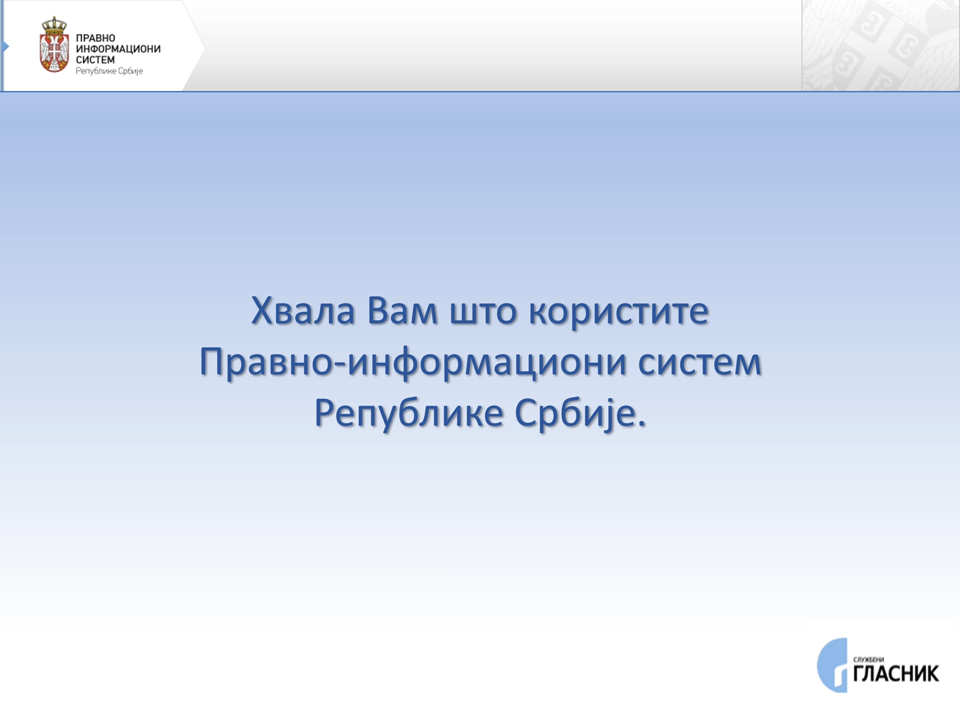 ПРАВНО
ИНФОРМАЦИОНИ
СИСТЕМ
Републике Србије
Хвала Вам што користите
Правно-информациони систем
Републике Србије.
СЛУЖБЕНИ
ГЛАСНИК